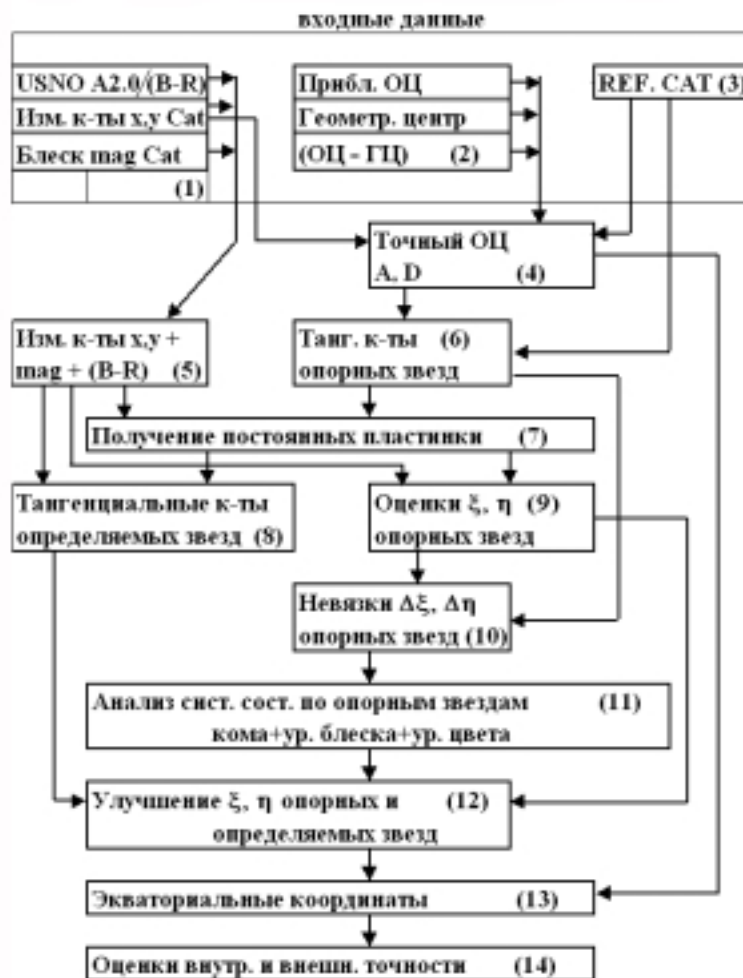 входные данные
USNO A2.0/(B-R)
Изм. к-ты x,y Cat
Блеск mag Cat
(1)
Прибл. ОЦ
Геометр. центр
(ОЦ - ГЦ) (2)
REF. CAT (3)
Точный ОЦ
A, D (4)
Изм. к-ты x,y +
mag + (B-R) (5)
Танг. к-ты (6)
опорных звезд
Получение постоянных пластинки (7)
Тангенциальные к-ты
определяемых звезд (8)
Оценки ξ, η (9)
опорных звезд
Невязки Δξ, Δη
опорных звезд (10)
Анализ сист. сост. по опорным звездам (11)
кома+ур. блеска+ур. цвета
Улучшение ξ, η опорных и (12)
определяемых звезд
Экваториальные координаты (13)
Оценки внутр. и внешн. точности (14)